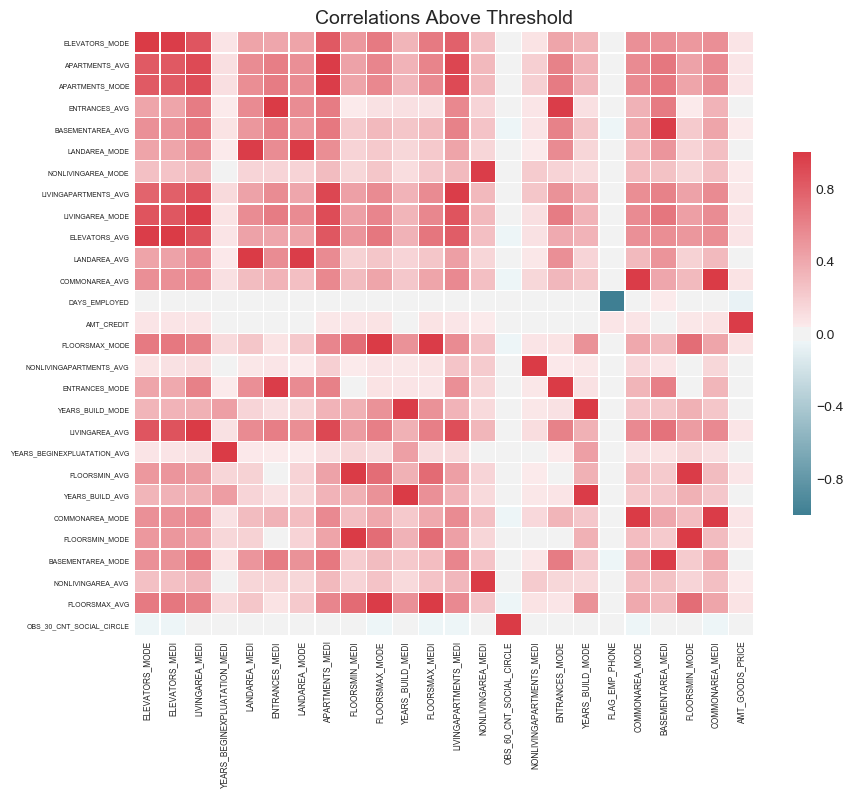 Correlations Above Threshold
ELEVATORS_MODE
APARTMENTS_AVG
APARTMENTS_MODE
ENTRANCES_AVG
BASEMENTAREA_AVG
LANDAREA_MODE
NONLIVINGAREA_MODE
LIVINGAPARTMENTS_AVG
LIVINGAREA_MODE
ELEVATORS_AVG
LANDAREA_AVG
COMMONAREA_AVG
DAYS_EMPLOYED
AMT_CREDIT
FLOORSMAX_MODE
NONLIVINGAPARTMENTS_AVG
ENTRANCES_MODE
YEARS_BUILD_MODE
LIVINGAREA_AVG
YEARS_BEGINEXPLUATATION_AVG
FLOORSMIN_AVG
YEARS_BUILD_AVG
COMMONAREA_MODE
FLOORSMIN_MODE
BASEMENTAREA_MODE
NONLIVINGAREA_AVG
FLOORSMAX_AVG
OBS_30_CNT_SOCIAL_CIRCLE
ELEVATORS_MODE
ELEVATORS_MEDI
LIVINGAREA_MEDI
YEARS_BEGINEXPLUATATION_MEDI
LANDAREA_MEDI
ENTRANCES_MEDI
LANDAREA_MODE
APARTMENTS_MEDI
FLOORSMIN_MEDI
FLOORSMAX_MODE
YEARS_BUILD_MEDI
FLOORSMAX_MEDI
LIVINGAPARTMENTS_MEDI
NONLIVINGAREA_MEDI
OBS_60_CNT_SOCIAL_CIRCLE
NONLIVINGAPARTMENTS_MEDI
ENTRANCES_MODE
YEARS_BUILD_MODE
FLAG_EMP_PHONE
COMMONAREA_MODE
BASEMENTAREA_MEDI
FLOORSMIN_MODE
COMMONAREA_MEDI
AMT_GOODS_PRICE
0.8
0.4
0.0
−0.4
−0.8